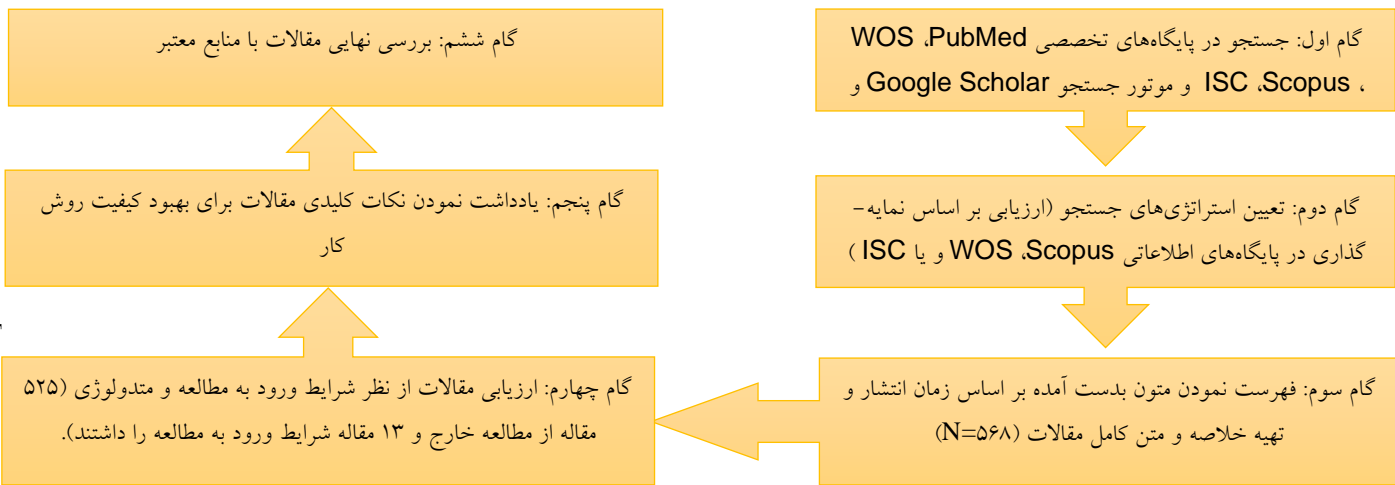 گام اول: جستجو در پایگاه‌های تخصصی WOS ،PubMed
، ISC ،Scopus و موتور جستجو Google Scholar و
گام دوم: تعیین استراتژی‌های جستجو (ارزیابی بر اساس نمایه-
گذاری در پایگاه‌های اطلاعاتی WOS ،Scopus و یا ISC )
گام سوم: فهرست نمودن متون بدست آمده بر اساس زمان انتشار و
تهیه خلاصه و متن کامل مقالات (N=۵۶۸)
گام چهارم: ارزیابی مقالات از نظر شرایط ورود به مطالعه و متدولوژی (۵۲۵
مقاله از مطالعه خارج و ۱۳ مقاله شرایط ورود به مطالعه را داشتند).
گام پنجم: یادداشت نمودن نکات کلیدی مقالات برای بهبود کیفیت روش
کار
گام ششم: بررسی نهایی مقالات با منابع معتبر